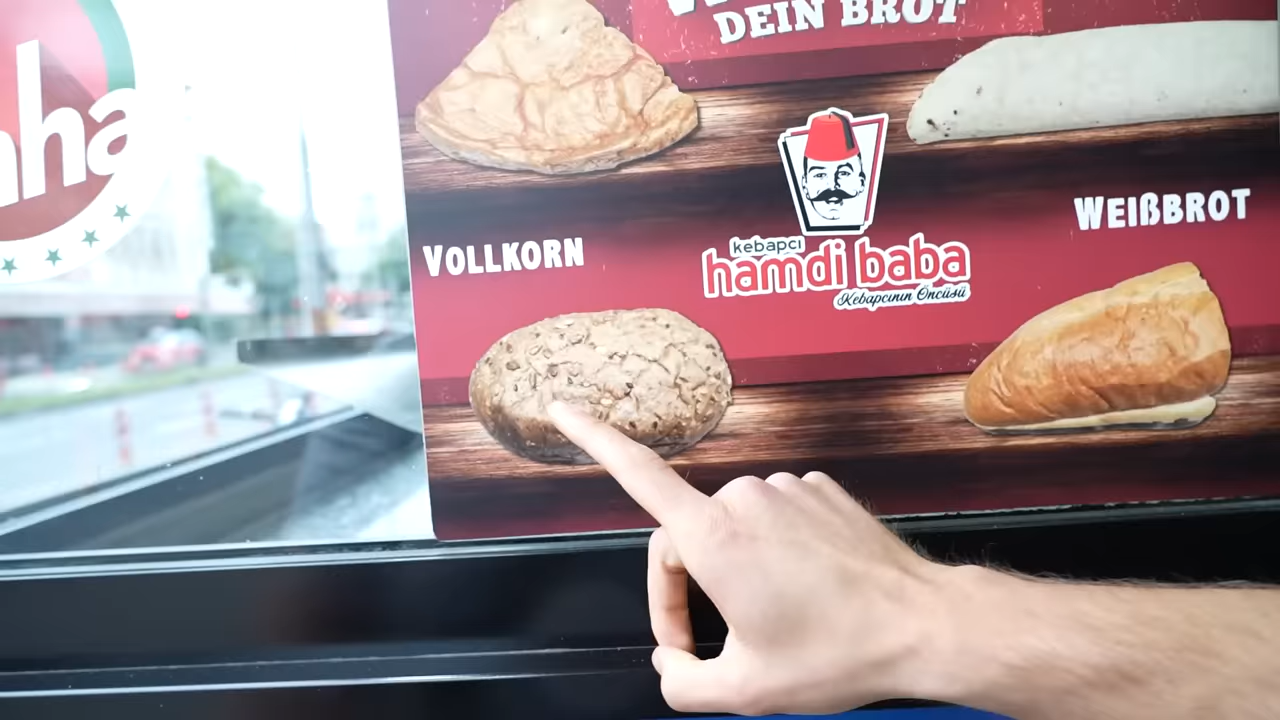 DEIN BROT
VOLLKORN
WEIßBROT
kebapcı
hamdi baba
Kebapcının Öncüsü